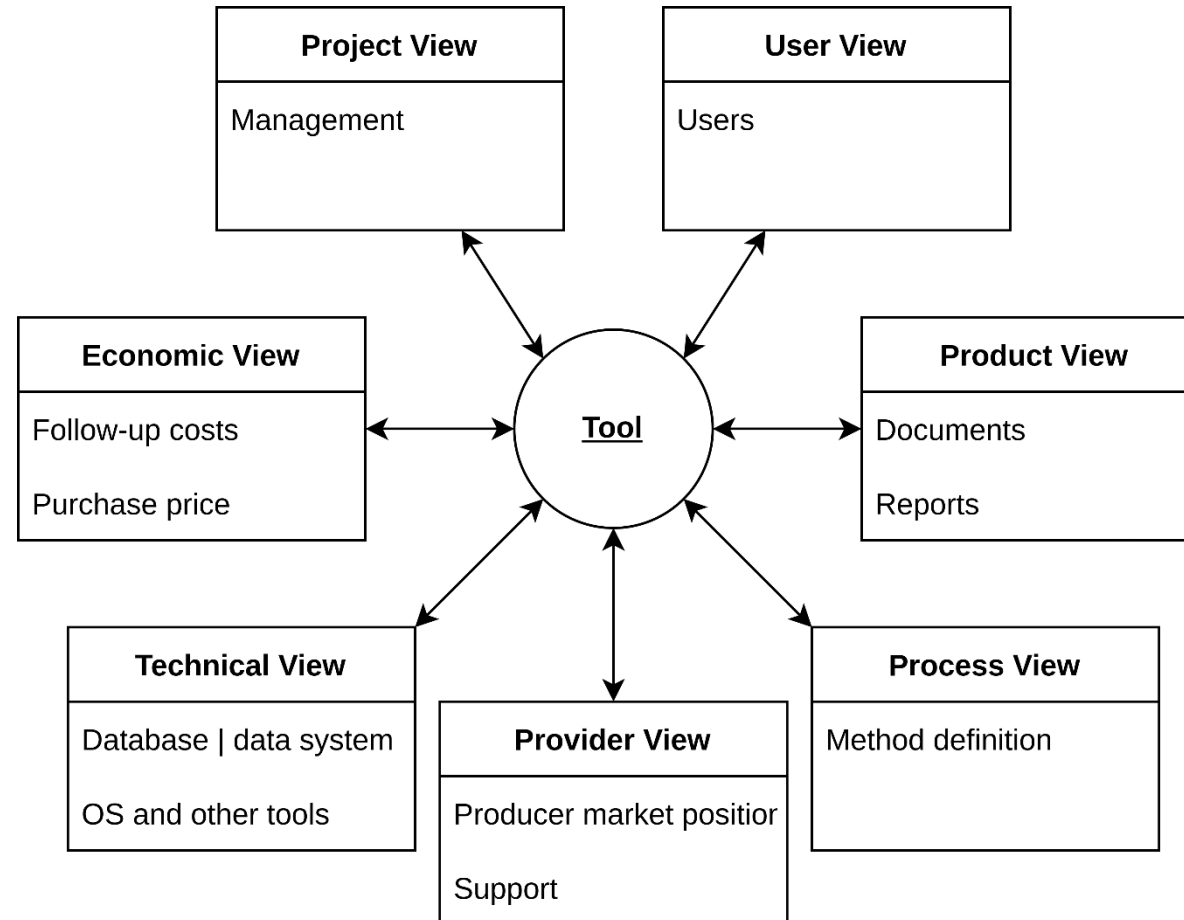 Project View
Management
User View
Users
Economic View
Follow-up costs
Purchase price
Tool
Product View
Documents
Reports
Technical View
Database | data system
OS and other tools
Provider View
Producer market position
Support
Process View
Method definition